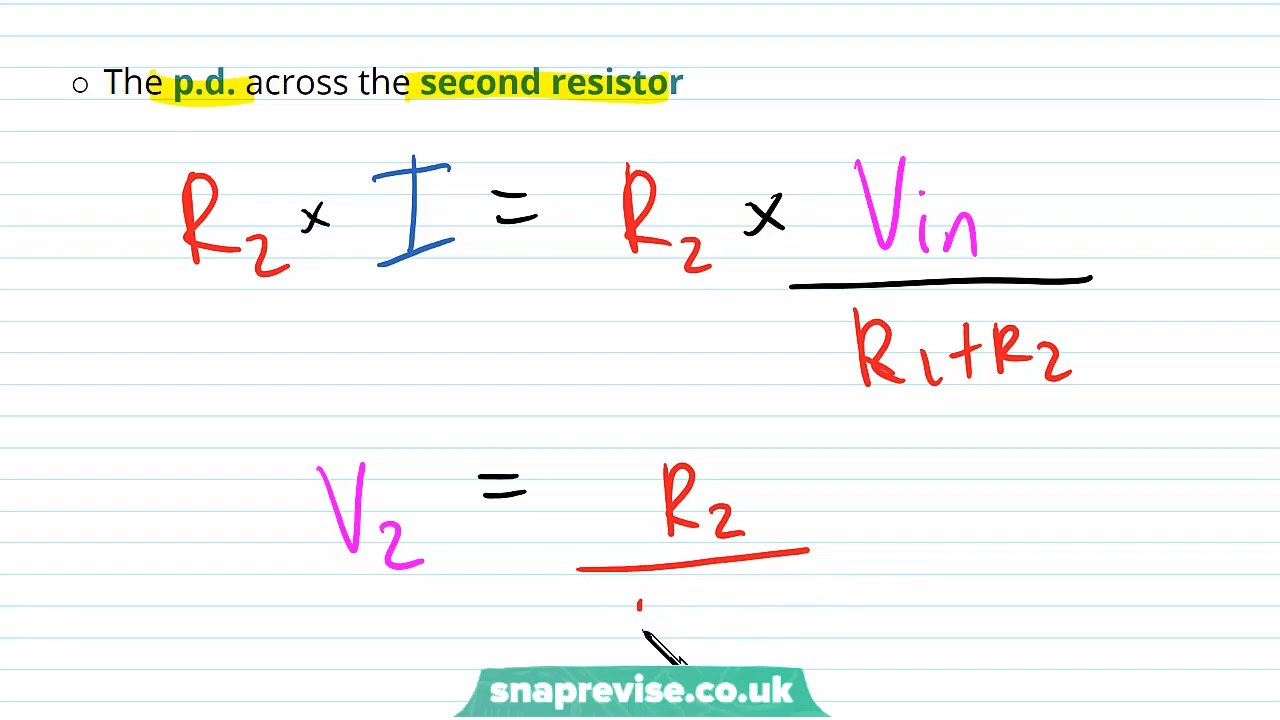 ○ The p.d. across the second resistor
R₂ × I = R₂ × Vin
R₁+R₂
V₂ = R₂
snaprevise.co.uk